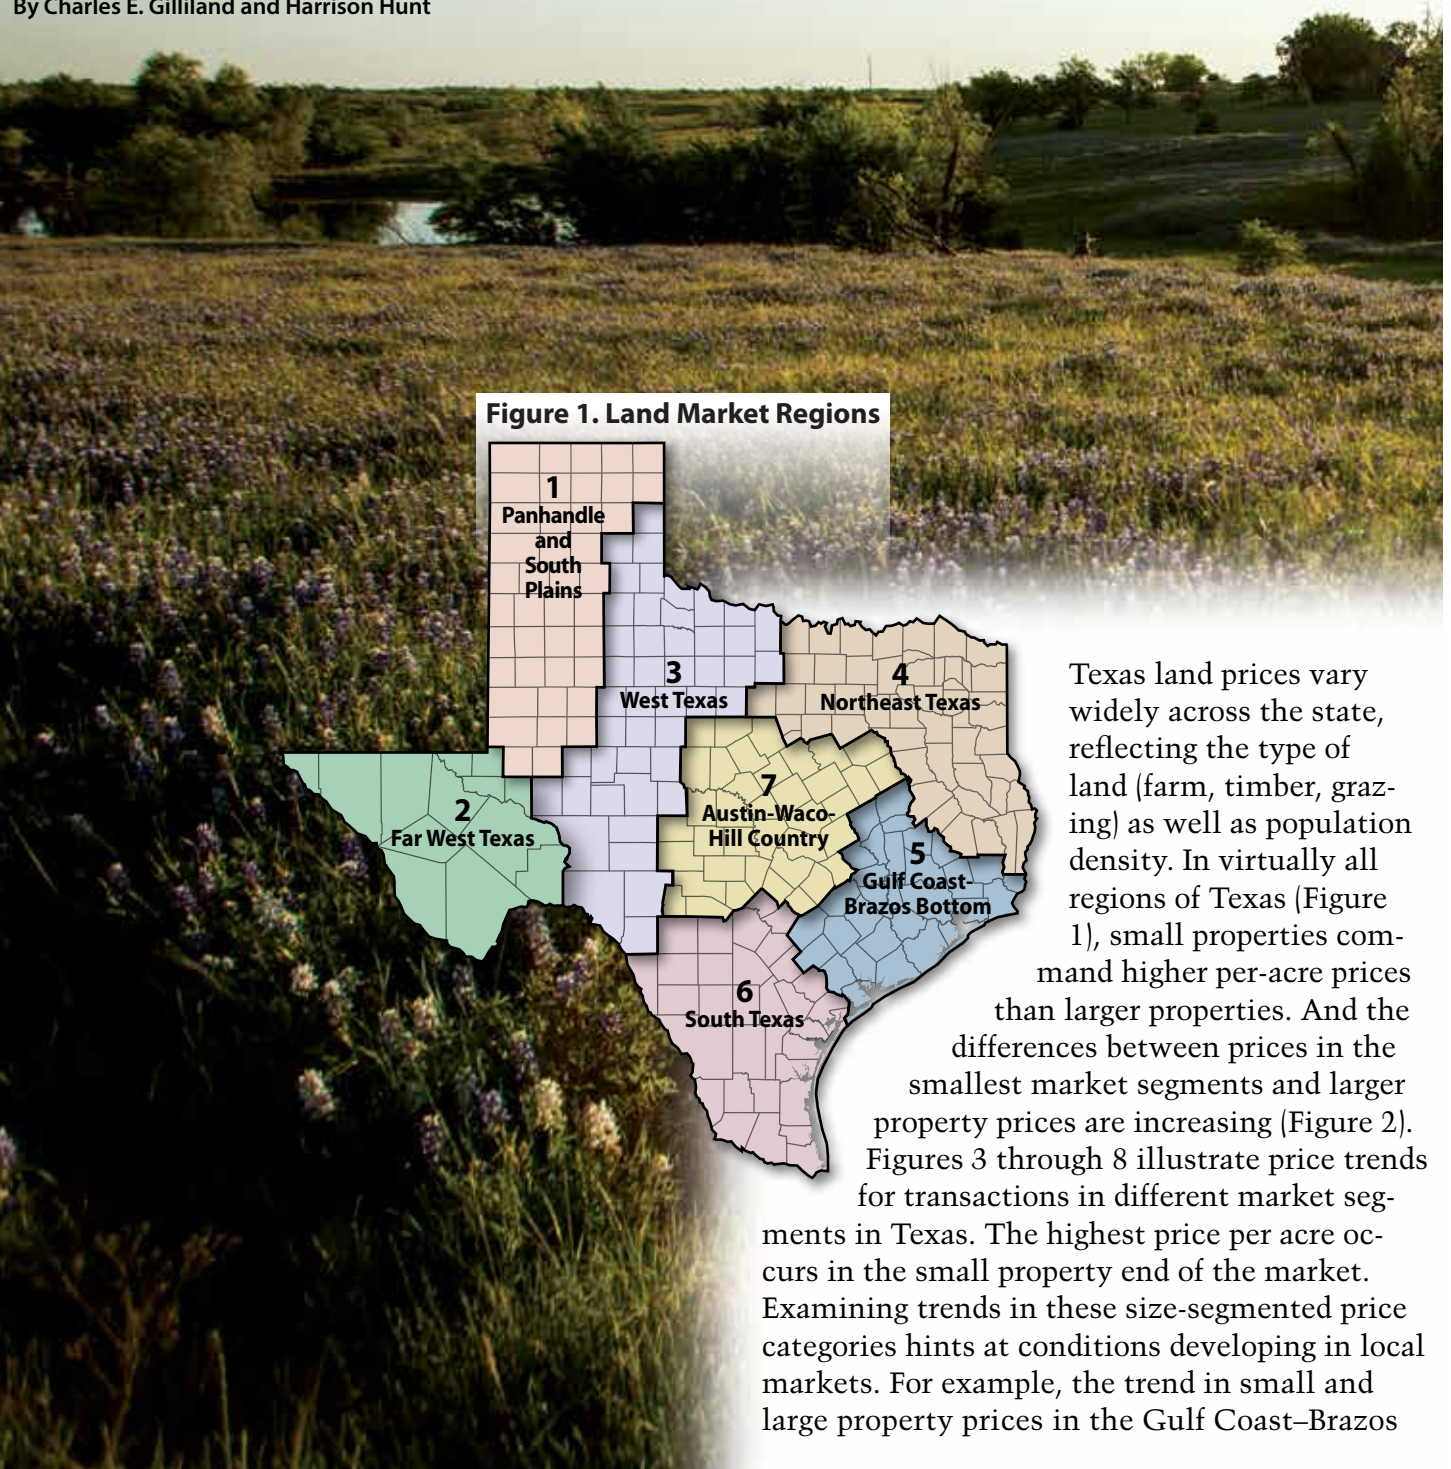 By Charles E. Gilliland and Harrison Hunt
Figure 1. Land Market Regions
1
Panhandle
and
South
Plains
3
West Texas
4
Northeast Texas
2
Far West Texas
7
Austin-Waco-
Hill Country
5
Gulf Coast-
Brazos Bottom
6
South Texas
Texas land prices vary
widely across the state,
reflecting the type of
land (farm, timber, graz-
ing) as well as population
density. In virtually all
regions of Texas (Figure
1), small properties com-
mand higher per-acre prices
than larger properties. And the
differences between prices in the
smallest market segments and larger
property prices are increasing (Figure 2).
Figures 3 through 8 illustrate price trends
for transactions in different market seg-
ments in Texas. The highest price per acre oc-
curs in the small property end of the market.
Examining trends in these size-segmented price
categories hints at conditions developing in local
markets. For example, the trend in small and
large property prices in the Gulf Coast–Brazos